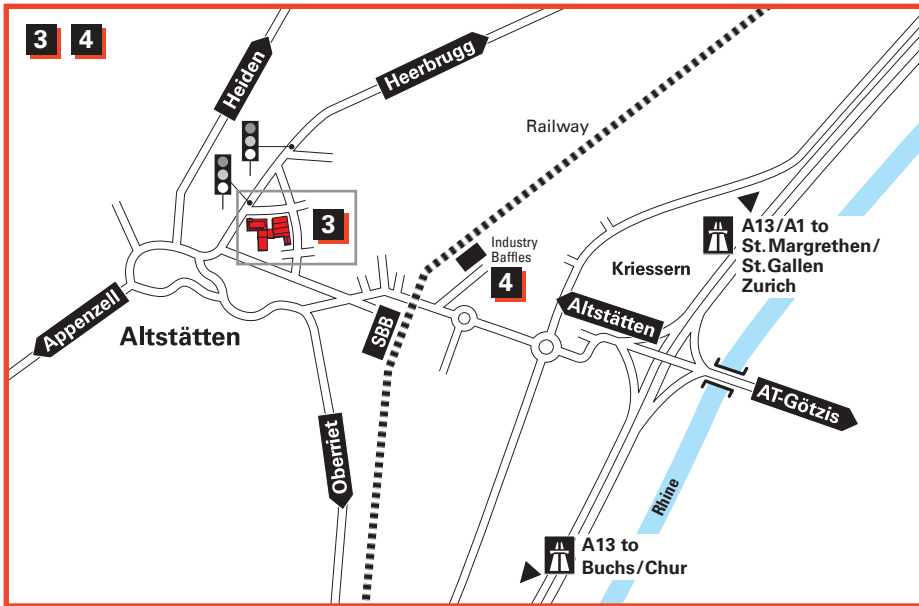 3 4
Heiden
Heerbrugg
Railway
3
Industry
Baffles
4
Kriessern
A13/A1 to
St. Margrethen/
St. Gallen
Zurich
Altstätten
Appenzell
Altstätten
SBB
AT-Götzis
Oberriet
Rhine
A13 to
Buchs/Chur